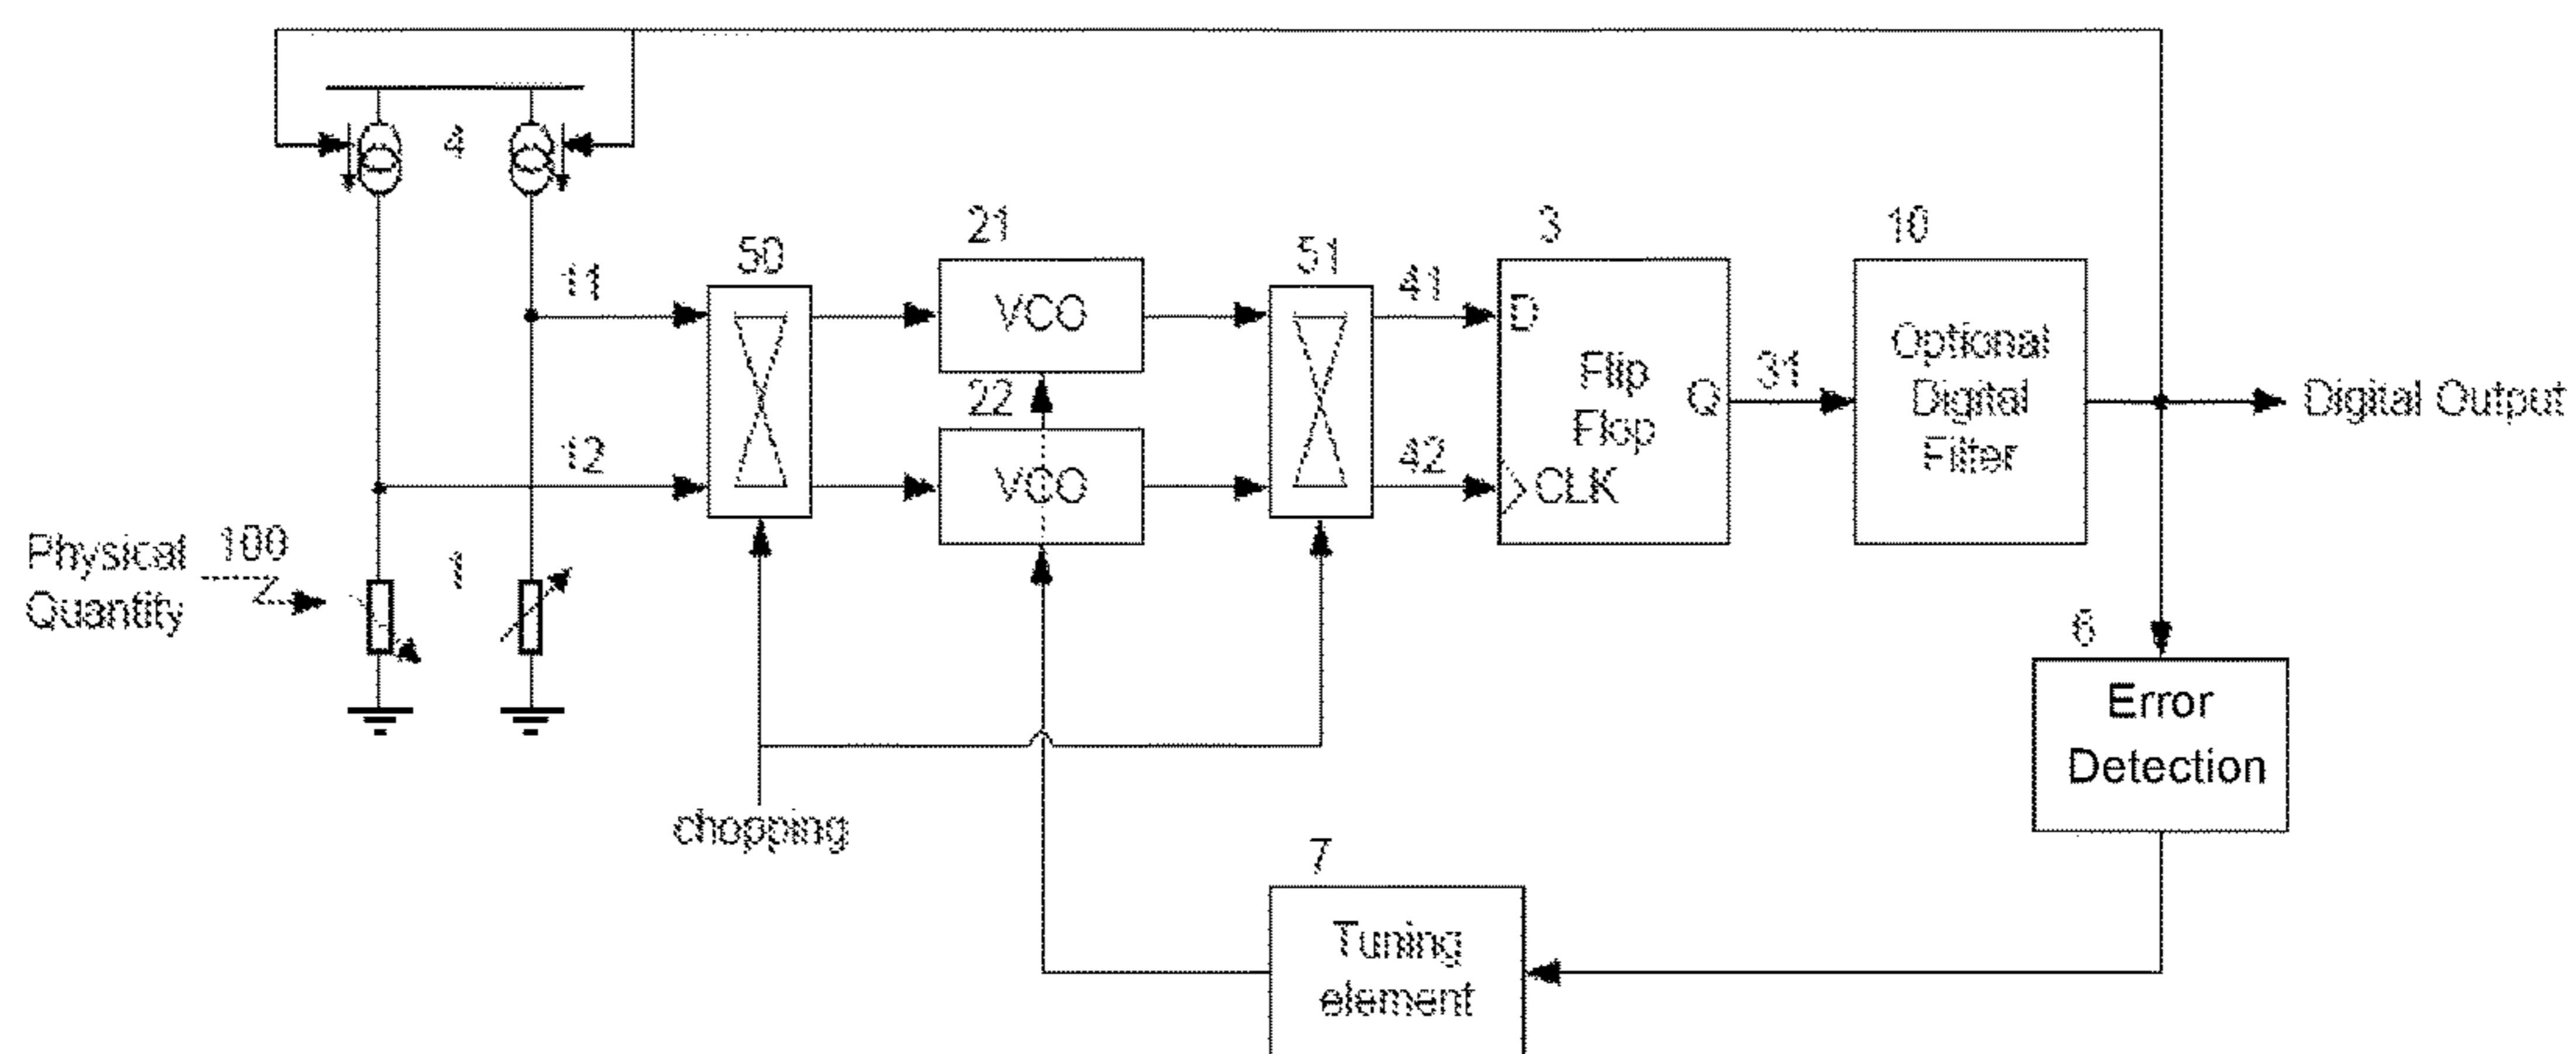 4
21
3
10
50
51
11
41
VCO
D
Optional
Digital
Filter
Flip
Flop
31
Q
22
Digital Output
12
42
VCO
CLK
Physical
Quantity
100
1
6
Error
Detection
chopping
7
Tuning
element